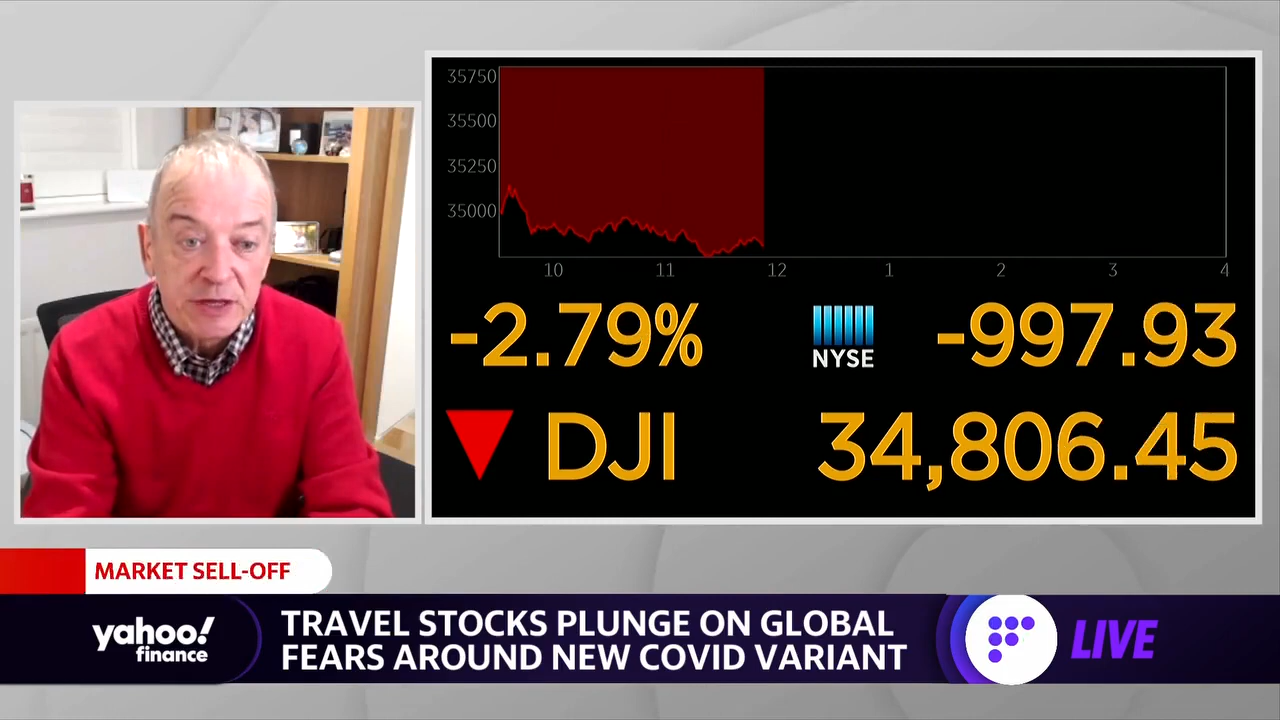 35750
35500
35250
35000
10 11 12 1 2 3 4
-2.79% NYSE -997.93
DJI 34,806.45
MARKET SELL-OFF
yahoo!
finance
TRAVEL STOCKS PLUNGE ON GLOBAL
FEARS AROUND NEW COVID VARIANT
LIVE